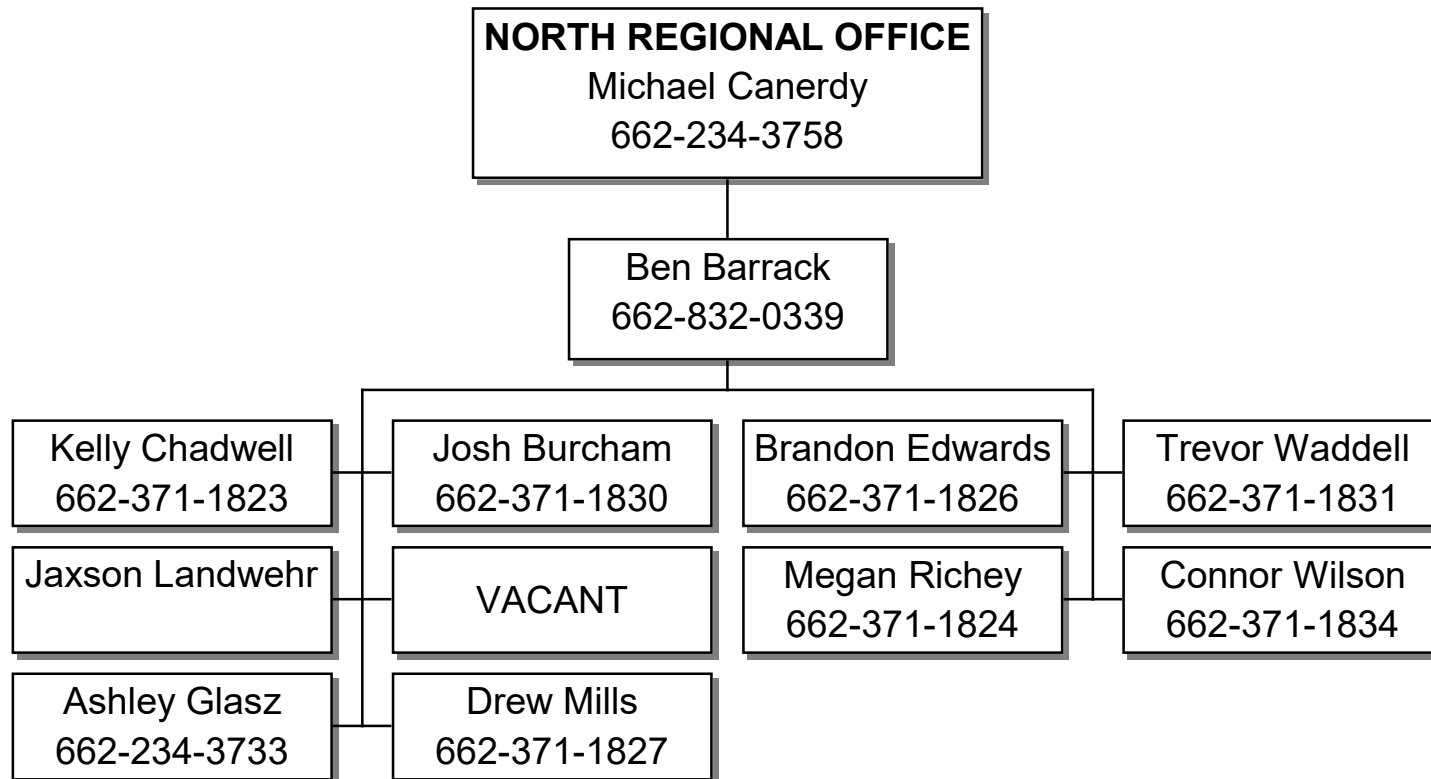 NORTH REGIONAL OFFICE
Michael Canerdy
662-234-3758
Ben Barrack
662-832-0339
Kelly Chadwell
662-371-1823
Josh Burcham
662-371-1830
Brandon Edwards
662-371-1826
Trevor Waddell
662-371-1831
Jaxson Landwehr
VACANT
Megan Richey
662-371-1824
Connor Wilson
662-371-1834
Ashley Glasz
662-234-3733
Drew Mills
662-371-1827